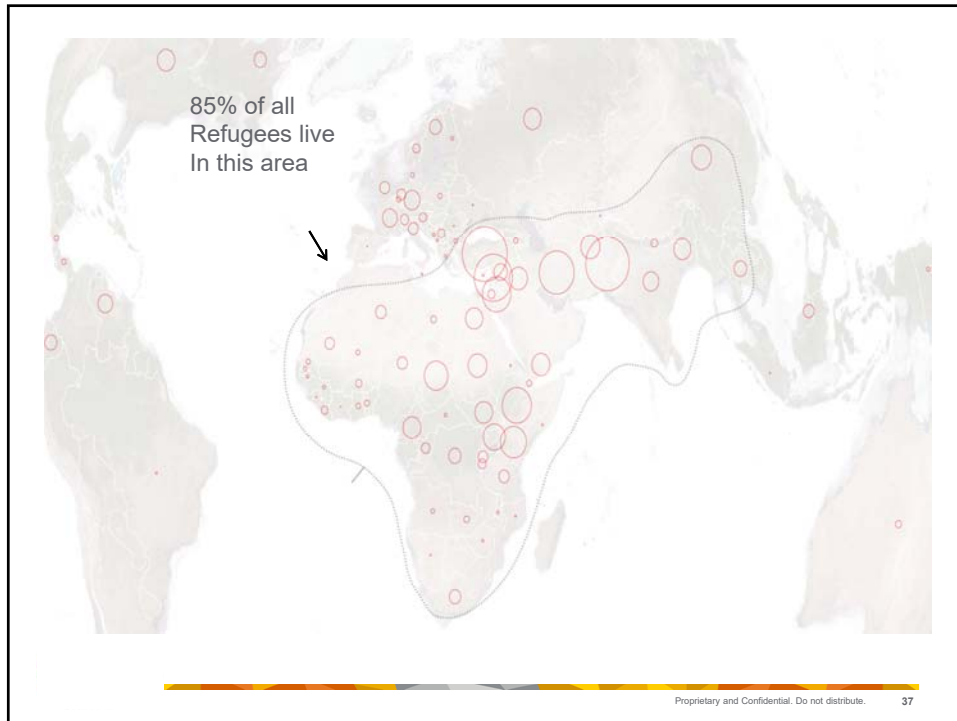 85% of all
Refugees live
In this area
Proprietary and Confidential. Do not distribute. 37